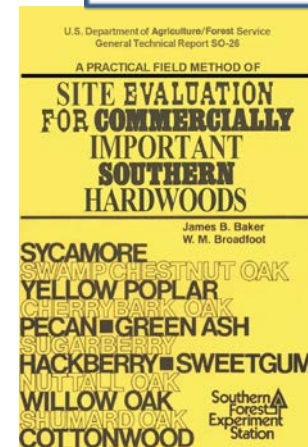 U.S. Department of Agriculture/Forest Service
General Technical Report SO-26
A PRACTICAL FIELD METHOD OF
SITE EVALUATION
FOR COMMERCIALLY
IMPORTANT
SOUTHERN
HARDWOODS
James B. Baker
W. M. Broadfoot
SYCAMORE
SWAMP CHESTNUT OAK
YELLOW POPLAR
CHERRYBARK OAK
PECAN■GREEN ASH
SUGARBERRY
HACKBERRY■SWEETGUM
NUTTALL OAK
WILLOW OAK
SHUMARD OAK
COTTONWOOD
Southern
Forest
Experiment
Station